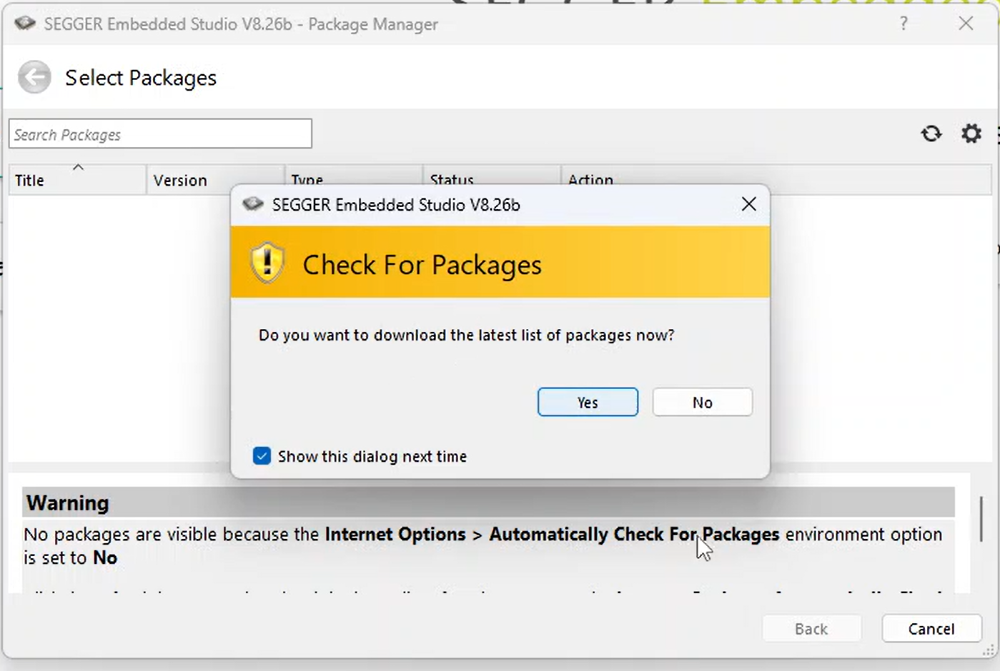 SEGGER Embedded Studio V8.26b - Package Manager
?
Select Packages
Search Packages
Title
Version
Type
Status
Action
SEGGER Embedded Studio V8.26b
Check For Packages
Do you want to download the latest list of packages now?
Yes
No
Show this dialog next time
Warning
No packages are visible because the Internet Options > Automatically Check For Packages environment option
is set to No
Back
Cancel